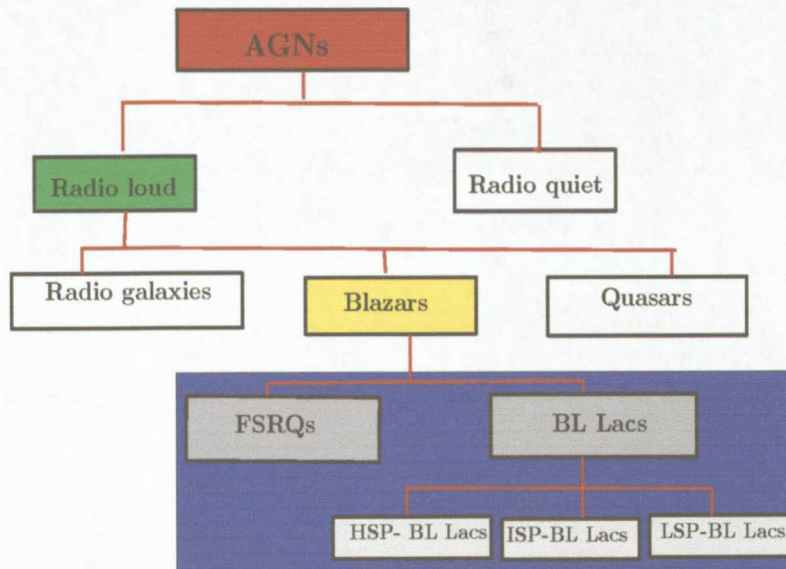 AGNs
Radio loud
Radio quiet
Radio galaxies
Blazars
Quasars
FSRQs
BL Lacs
HSP- BL Lacs
ISP-BL Lacs
LSP-BL Lacs